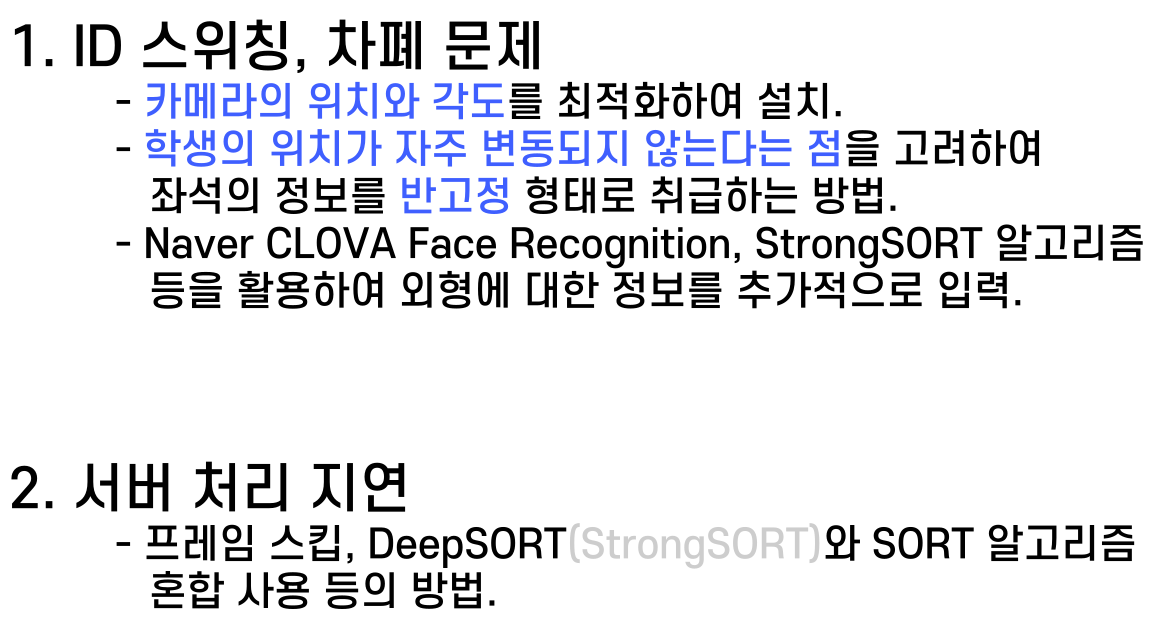 1. ID 스위칭, 차폐 문제
- 카메라의 위치와 각도를 최적화하여 설치.
- 학생의 위치가 자주 변동되지 않는다는 점을 고려하여
좌석의 정보를 반고정 형태로 취급하는 방법.
- Naver CLOVA Face Recognition, StrongSORT 알고리즘
등을 활용하여 외형에 대한 정보를 추가적으로 입력.
2. 서버 처리 지연
- 프레임 스킵, DeepSORT(StrongSORT)와 SORT 알고리즘
혼합 사용 등의 방법.